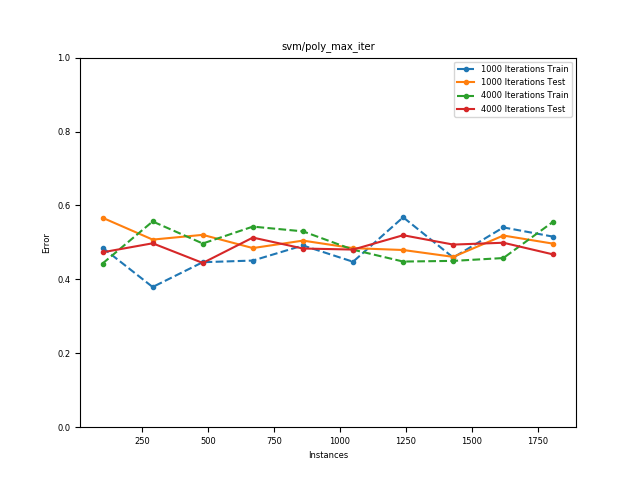 svm/poly_max_iter
1000 Iterations Train
1000 Iterations Test
4000 Iterations Train
4000 Iterations Test
1.0
0.8
0.6
0.4
0.2
0.0
Error
250
500
750
1000
1250
1500
1750
Instances